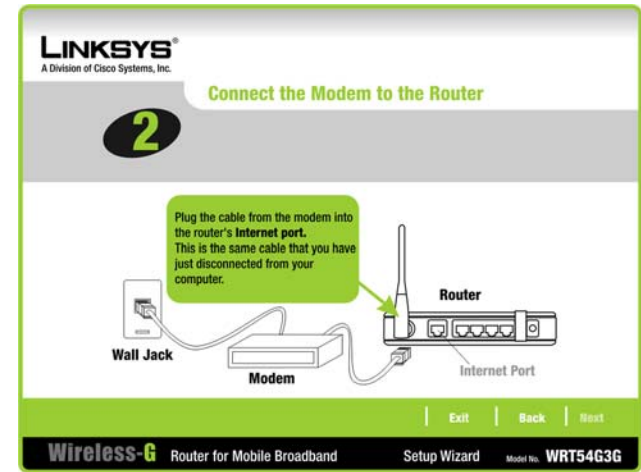 LINKSYS®
A Division of Cisco Systems, Inc.
Connect the Modem to the Router
2
Plug the cable from the modem into
the router's Internet port.
This is the same cable that you have
just disconnected from your
computer.
Router
Wall Jack
Modem
Internet Port
Exit
Back
Next
Wireless-G Router for Mobile Broadband Setup Wizard Model No. WRT54G3G